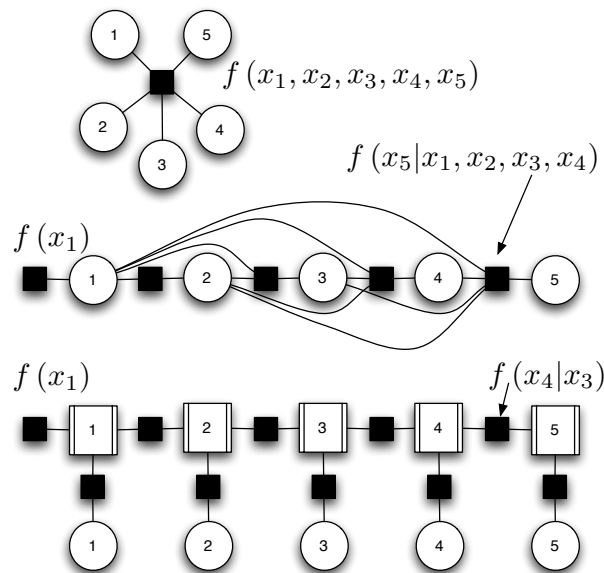 1 5
f (x₁, x₂, x₃, x₄, x₅)
2 4
3
f (x₅|x₁, x₂, x₃, x₄)
f (x₁)
1 2 3 4 5
f (x₁) f (x₄|x₃)
1 2 3 4 5
1 2 3 4 5